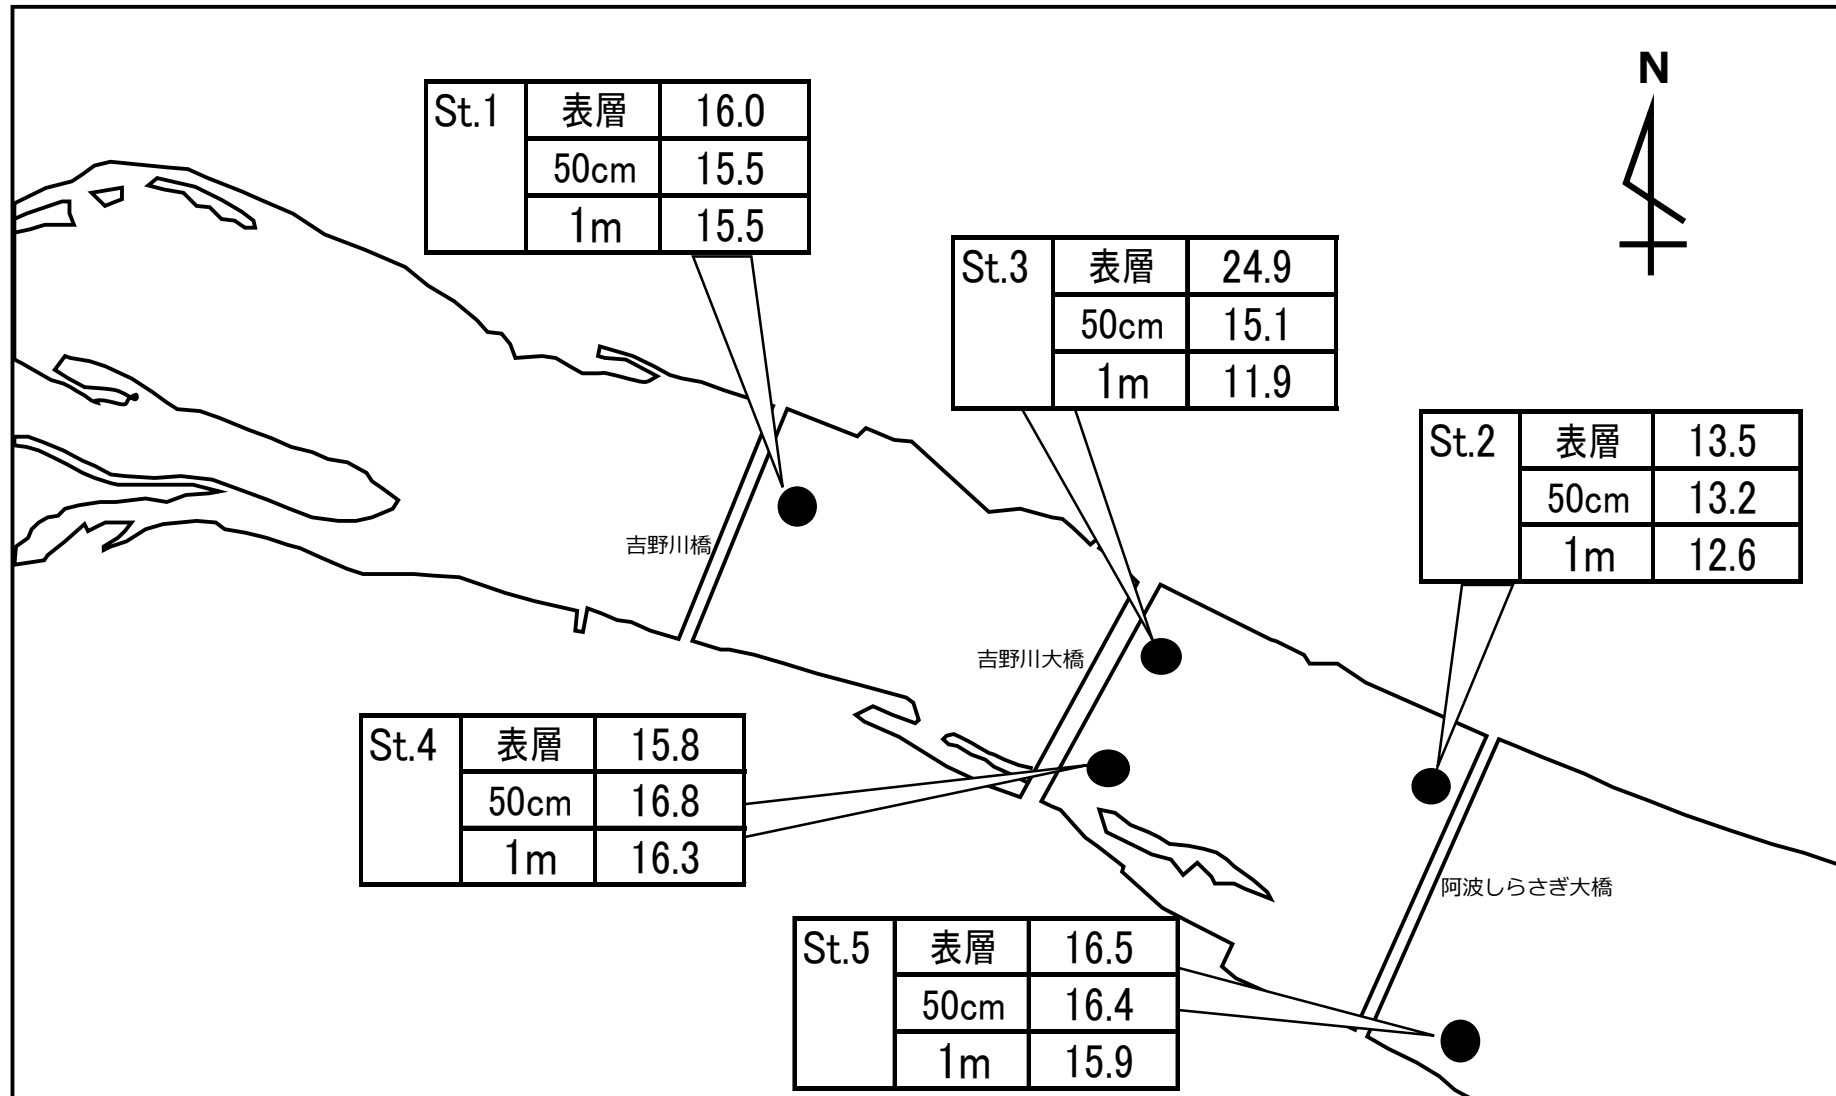 N
St.1 表層 16.0
50cm 15.5
1m 15.5
St.3 表層 24.9
50cm 15.1
1m 11.9
St.2 表層 13.5
50cm 13.2
1m 12.6
吉野川橋
吉野川大橋
St.4 表層 15.8
50cm 16.8
1m 16.3
阿波しらさぎ大橋
St.5 表層 16.5
50cm 16.4
1m 15.9